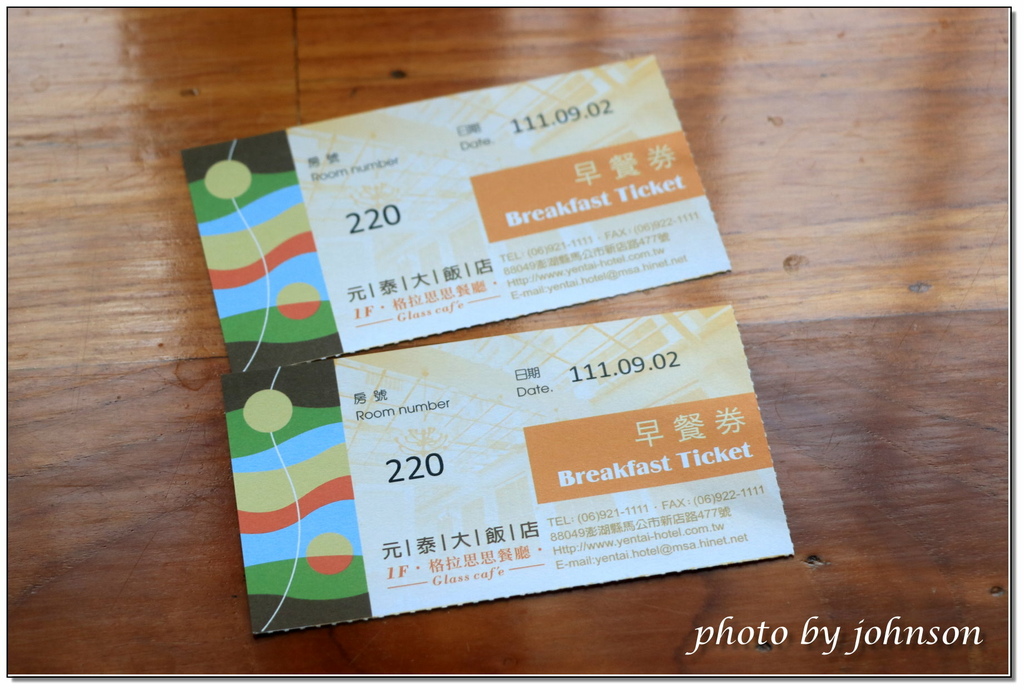 房號
Room number
220
日期
Date.
111.09.02
早餐券
Breakfast Ticket
元|泰|大|飯|店
1F・格拉思思餐廳・
Glass caf'e
TEL: (06)921-1111・FAX: (06)922-1111
88049澎湖縣馬公市新店路477號
Http://www.yentai-hotel.com.tw
E-mail:yentai.hotel@msa.hinet.net
房號
Room number
220
日期
Date.
111.09.02
早餐券
Breakfast Ticket
元|泰|大|飯|店
1F・格拉思思餐廳・
Glass caf'e
TEL: (06)921-1111・FAX: (06)922-1111
88049澎湖縣馬公市新店路477號
Http://www.yentai-hotel.com.tw
E-mail:yentai.hotel@msa.hinet.net
photo by johnson